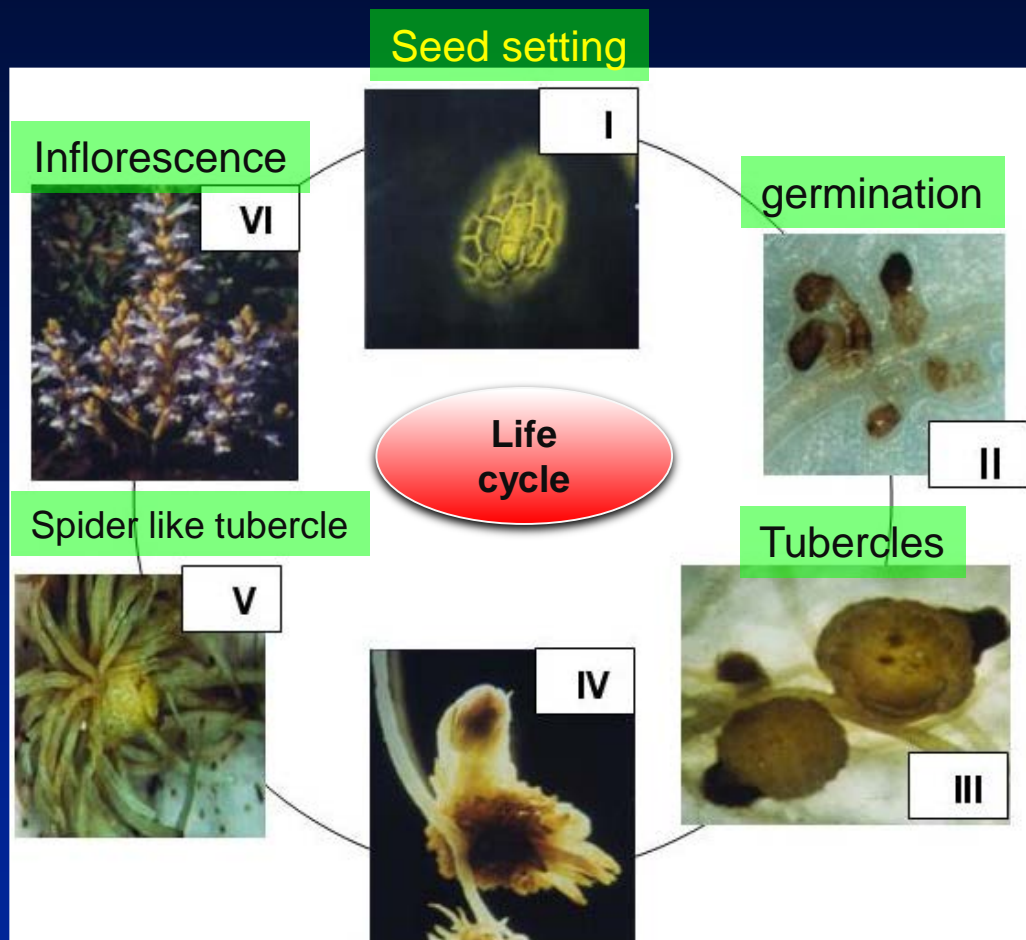 Seed setting
I
Inflorescence
VI
germination
II
Life
cycle
Spider like tubercle
V
Tubercles
III
IV